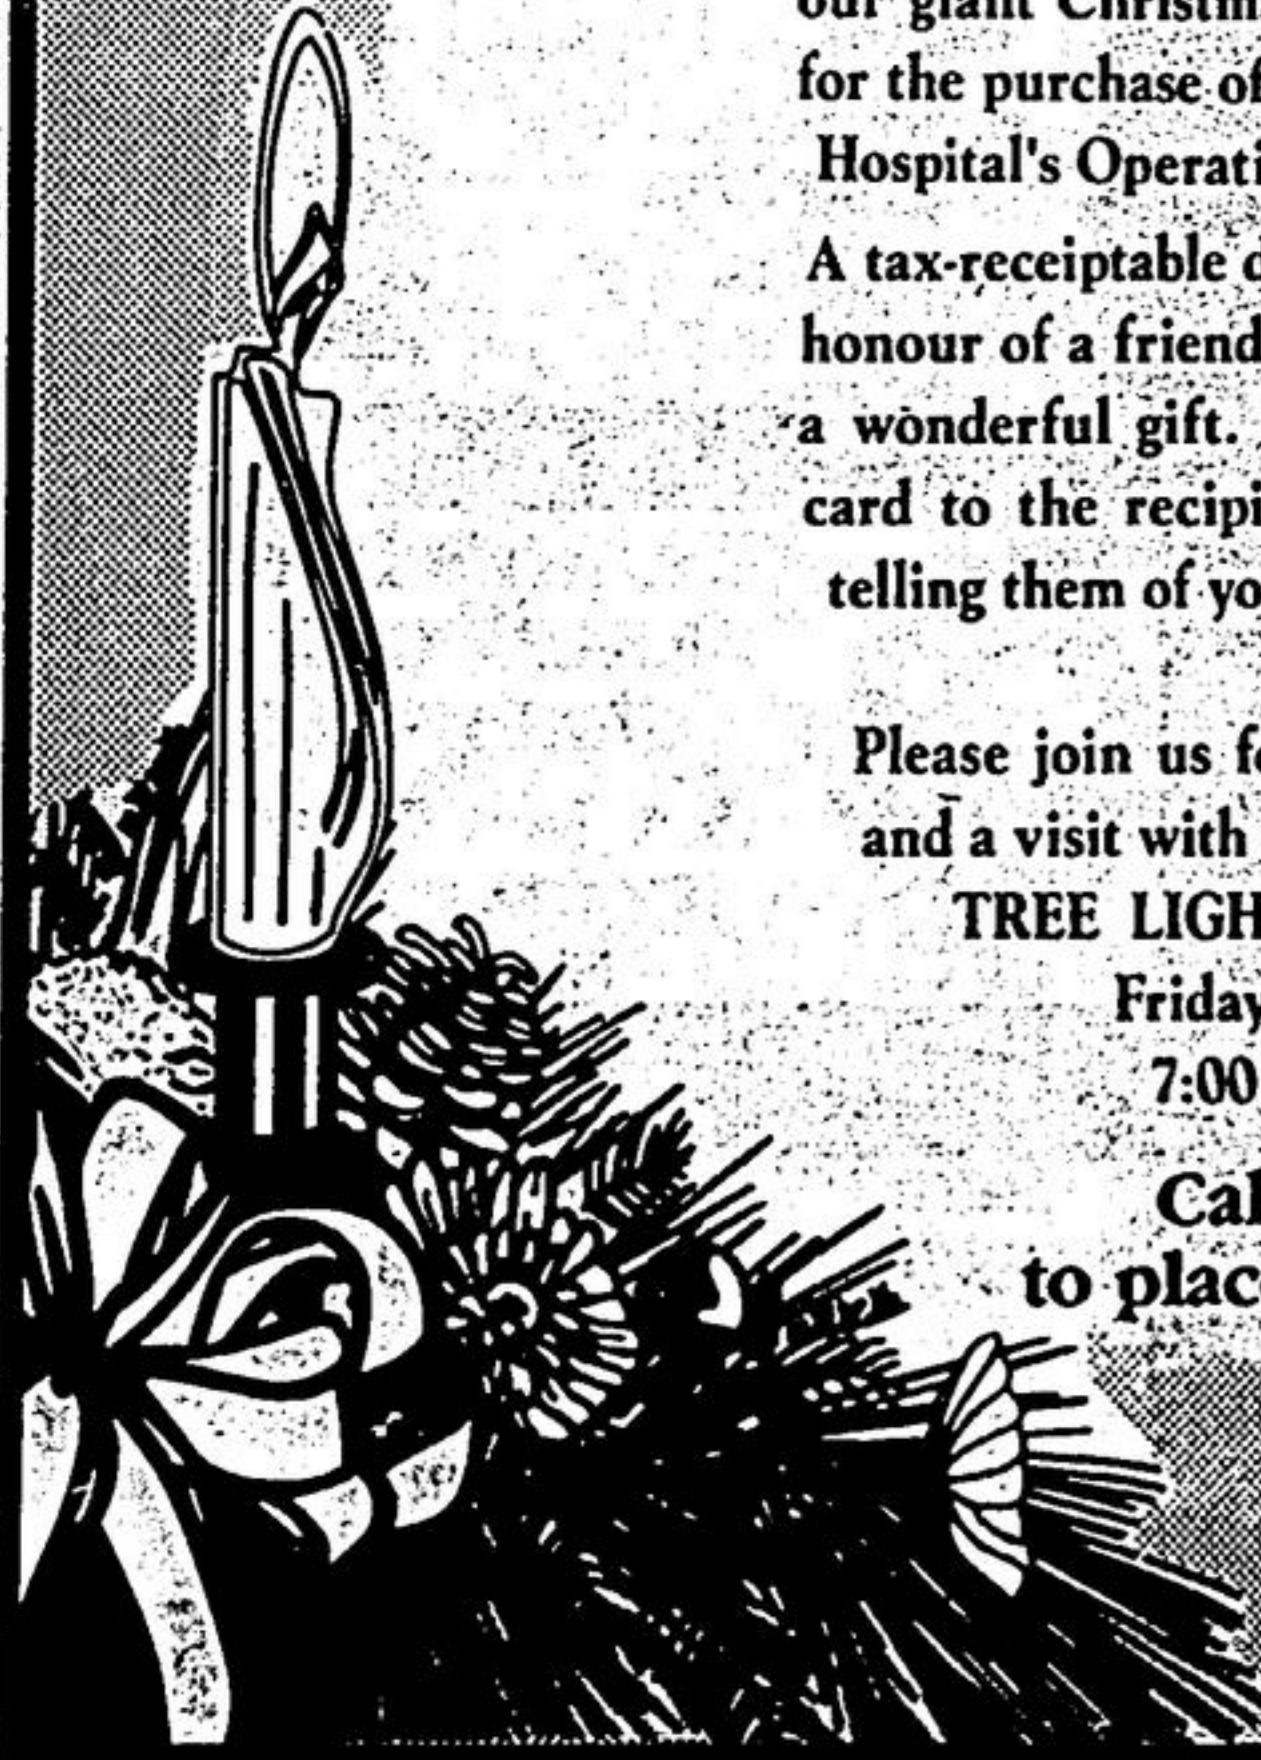 our giant Christm
for the purchase of
Hospital's Operati
A tax-receiptable d
honour of a friend
a wonderful gift.
card to the recipi
telling them of yo
Please join us fo
and a visit with
TREE LIGH
Friday
7:00
Cal
to plac